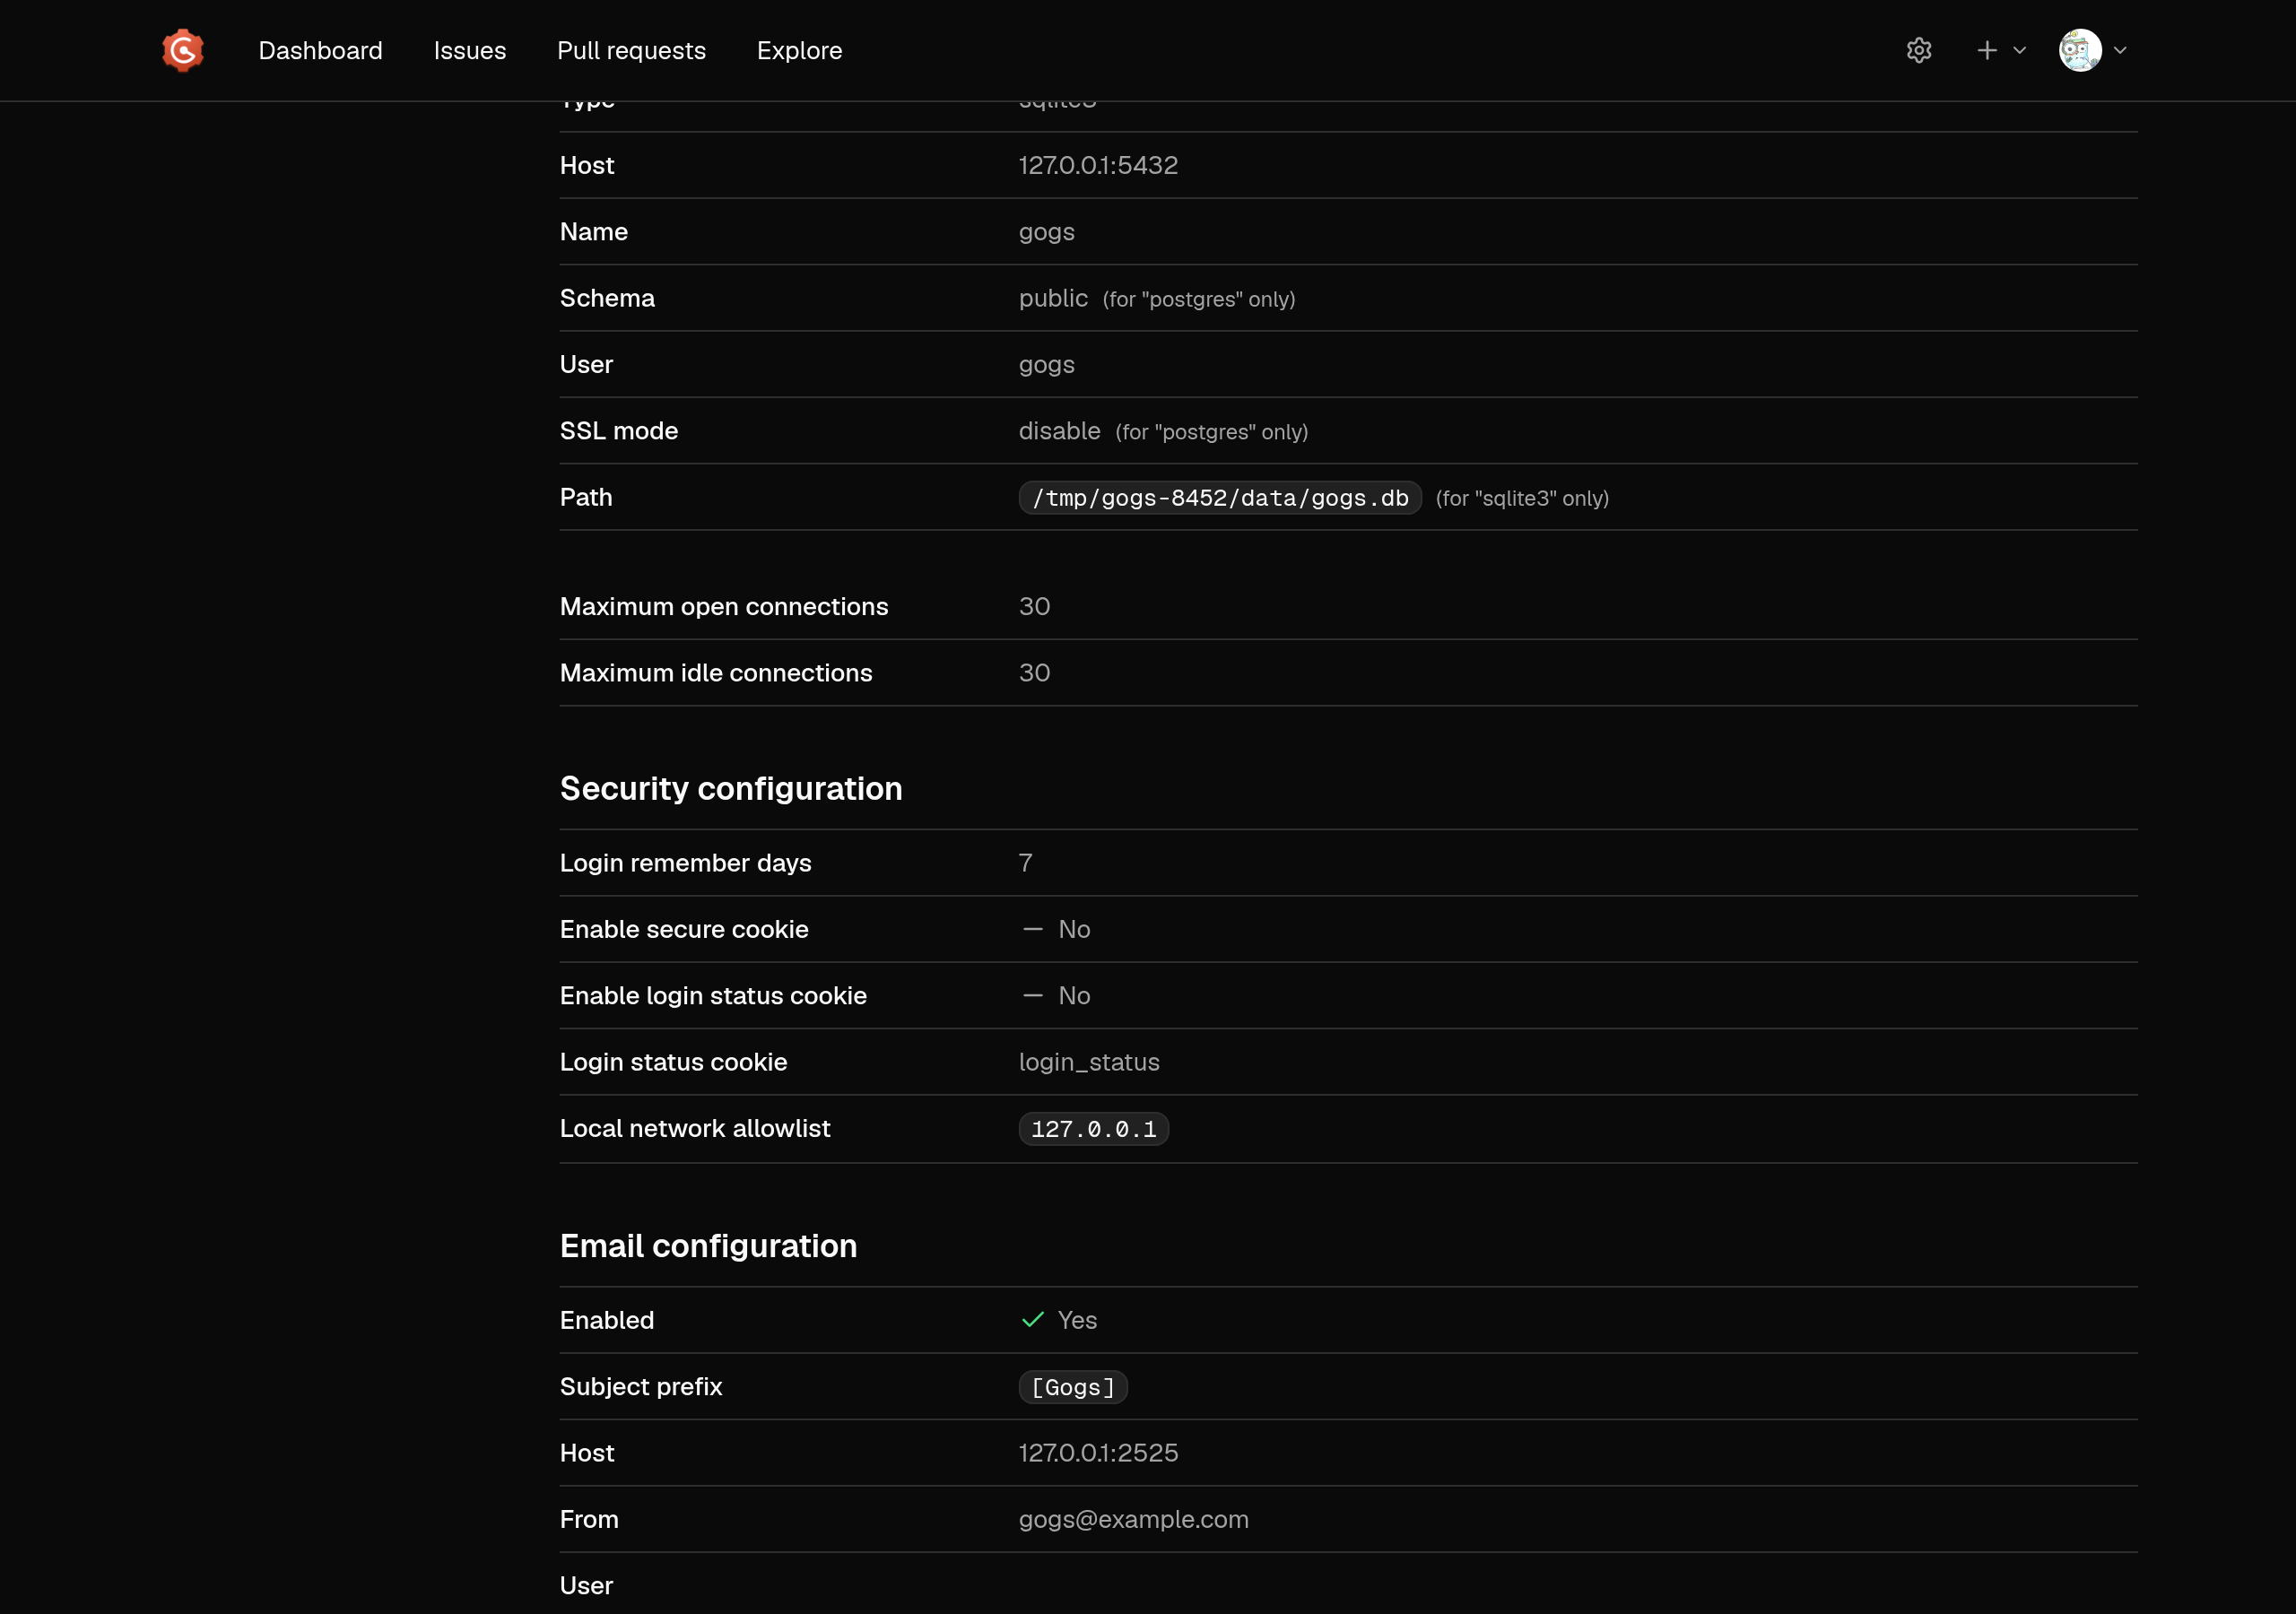 Dashboard Issues Pull requests Explore
Type sqlite3
Host 127.0.0.1:5432
Name gogs
Schema public (for "postgres" only)
User gogs
SSL mode disable (for "postgres" only)
Path /tmp/gogs-8452/data/gogs.db (for "sqlite3" only)
Maximum open connections 30
Maximum idle connections 30
Security configuration
Login remember days 7
Enable secure cookie No
Enable login status cookie No
Login status cookie login_status
Local network allowlist 127.0.0.1
Email configuration
Enabled Yes
Subject prefix [Gogs]
Host 127.0.0.1:2525
From gogs@example.com
User